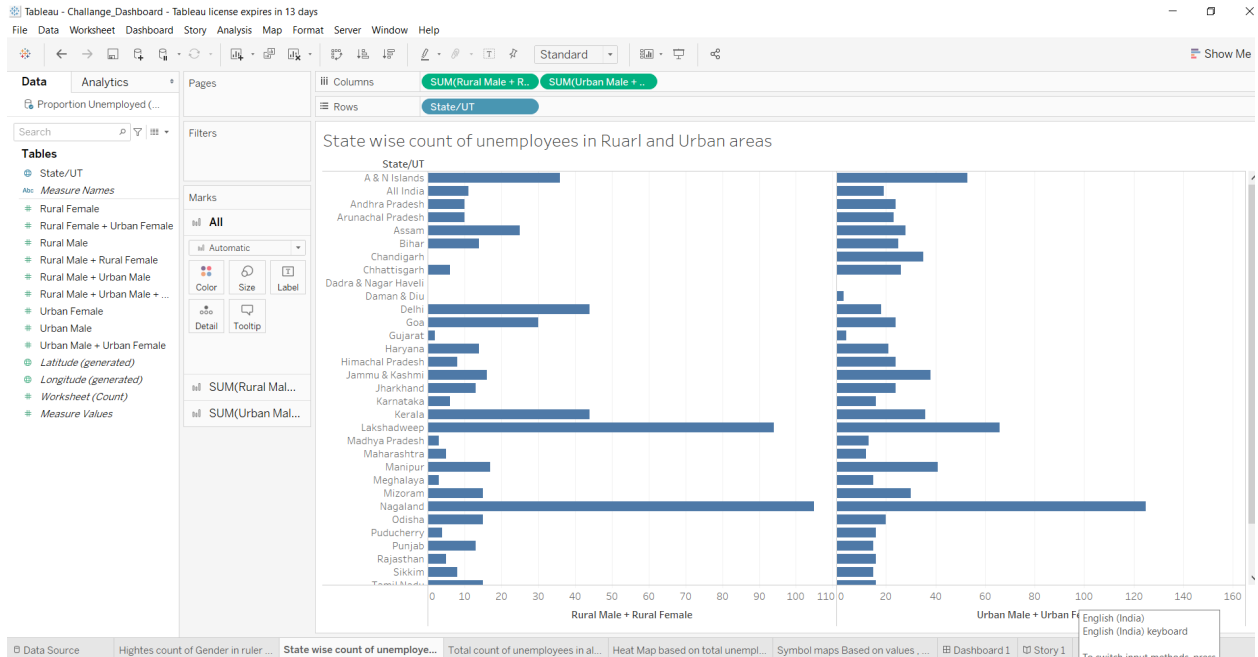 Tableau - Challange_Dashboard - Tableau license expires in 13 days
File Data Worksheet Dashboard Story Analysis Map Format Server Window Help
Standard
Show Me
Data Analytics
Proportion Unemployed (...
Search
Tables
State/UT
Abc Measure Names
# Rural Female
# Rural Female + Urban Female
# Rural Male
# Rural Male + Rural Female
# Rural Male + Urban Male
# Rural Male + Urban Male + ...
# Urban Female
# Urban Male
# Urban Male + Urban Female
Latitude (generated)
Longitude (generated)
# Worksheet (Count)
# Measure Values
Pages
Filters
Marks
All
Automatic
Color Size Label
Detail Tooltip
SUM(Rural Mal...
SUM(Urban Mal...
Columns SUM(Rural Male + R.. SUM(Urban Male + ..
Rows State/UT
State wise count of unemployees in Ruarl and Urban areas
State/UT
A & N Islands
All India
Andhra Pradesh
Arunachal Pradesh
Assam
Bihar
Chandigarh
Chhattisgarh
Dadra & Nagar Haveli
Daman & Diu
Delhi
Goa
Gujarat
Haryana
Himachal Pradesh
Jammu & Kashmi
Jharkhand
Karnataka
Kerala
Lakshadweep
Madhya Pradesh
Maharashtra
Manipur
Meghalaya
Mizoram
Nagaland
Odisha
Puducherry
Punjab
Rajasthan
Sikkim
Tamil Nadu
0 10 20 30 40 50 60 70 80 90 100 110 0 20 40 60 80 100 120 140 160
Rural Male + Rural Female Urban Male + Urban Fe
English (India)
English (India) keyboard
To switch input methods, press
Data Source Hightes count of Gender in ruler ... State wise count of unemploye... Total count of unemployees in al... Heat Map based on total unempl... Symbol maps Based on values , ... Dashboard 1 Story 1